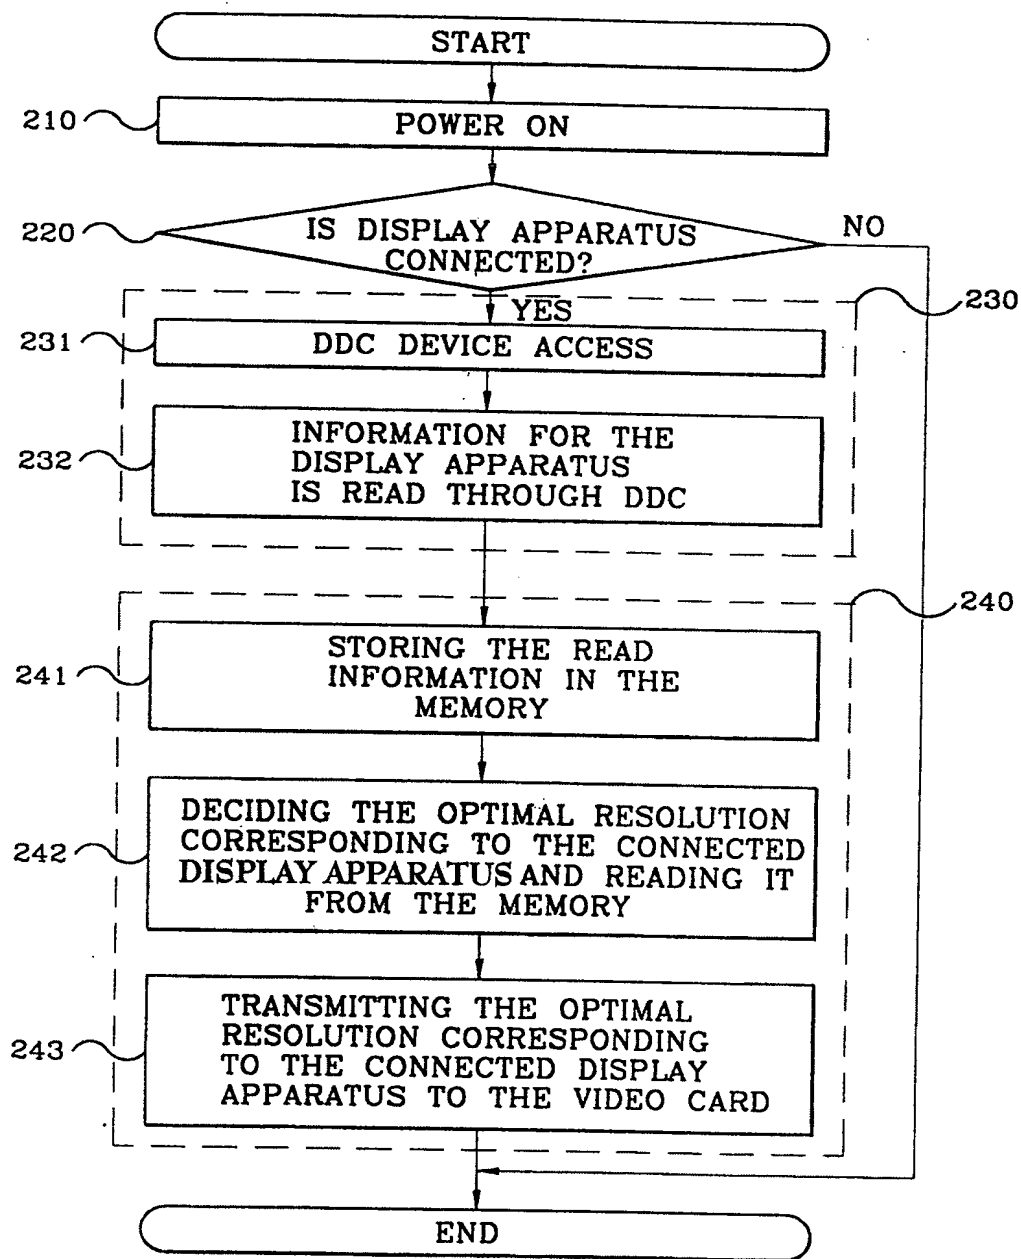 START
210
POWER ON
220
IS DISPLAY APPARATUS
CONNECTED?
NO
YES
230
231
DDC DEVICE ACCESS
232
INFORMATION FOR THE
DISPLAY APPARATUS
IS READ THROUGH DDC
240
241
STORING THE READ
INFORMATION IN THE
MEMORY
242
DECIDING THE OPTIMAL RESOLUTION
CORRESPONDING TO THE CONNECTED
DISPLAY APPARATUS AND READING IT
FROM THE MEMORY
243
TRANSMITTING THE OPTIMAL
RESOLUTION CORRESPONDING
TO THE CONNECTED DISPLAY
APPARATUS TO THE VIDEO CARD
END